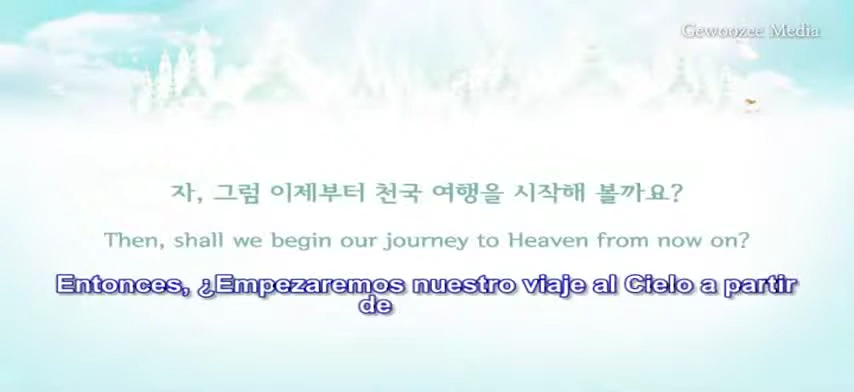 Gewoozee Media
자, 그럼 이제부터 천국 여행을 시작해 볼까요?
Then, shall we begin our journey to Heaven from now on?
Entonces, ¿Empezaremos nuestro viaje al Cielo a partir
de